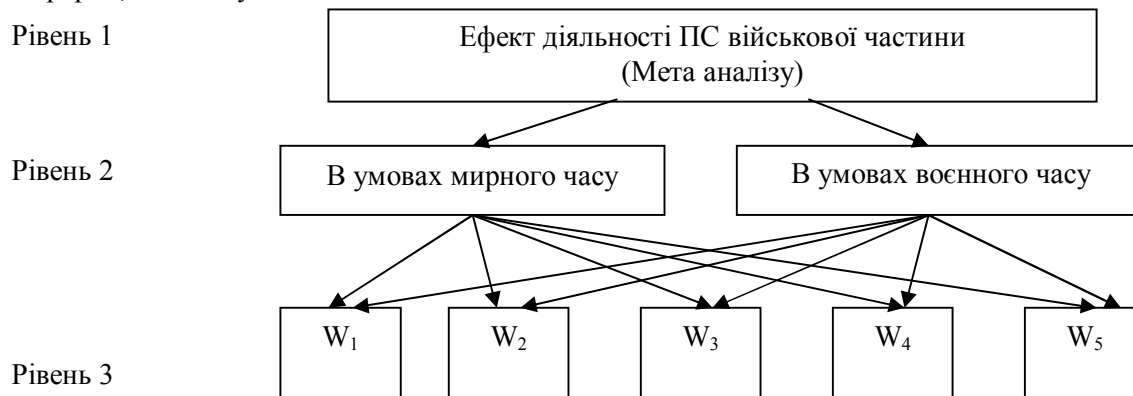 Рівень 1
Ефект діяльності ПС військової частини
(Мета аналізу)
Рівень 2
В умовах мирного часу
В умовах воєнного часу
W1 W2 W3 W4 W5
Рівень 3